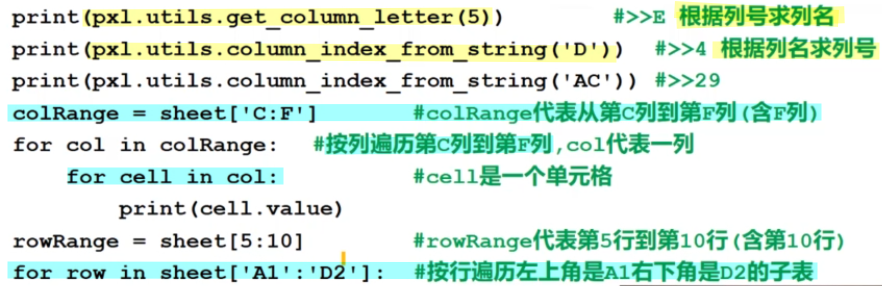 print(pxl.utils.get_column_letter(5)) #>>E 根据列号求列名
print(pxl.utils.column_index_from_string('D')) #>>4 根据列名求列号
print(pxl.utils.column_index_from_string('AC')) #>>29
colRange = sheet['C:F'] #colRange代表从第C列到第F列(含F列)
for col in colRange: #按列遍历第C列到第F列,col代表一列
for cell in col: #cell是一个单元格
print(cell.value)
rowRange = sheet[5:10] #rowRange代表第5行到第10行(含第10行)
for row in sheet['A1':'D2']: #按行遍历左上角是A1右下角是D2的子表